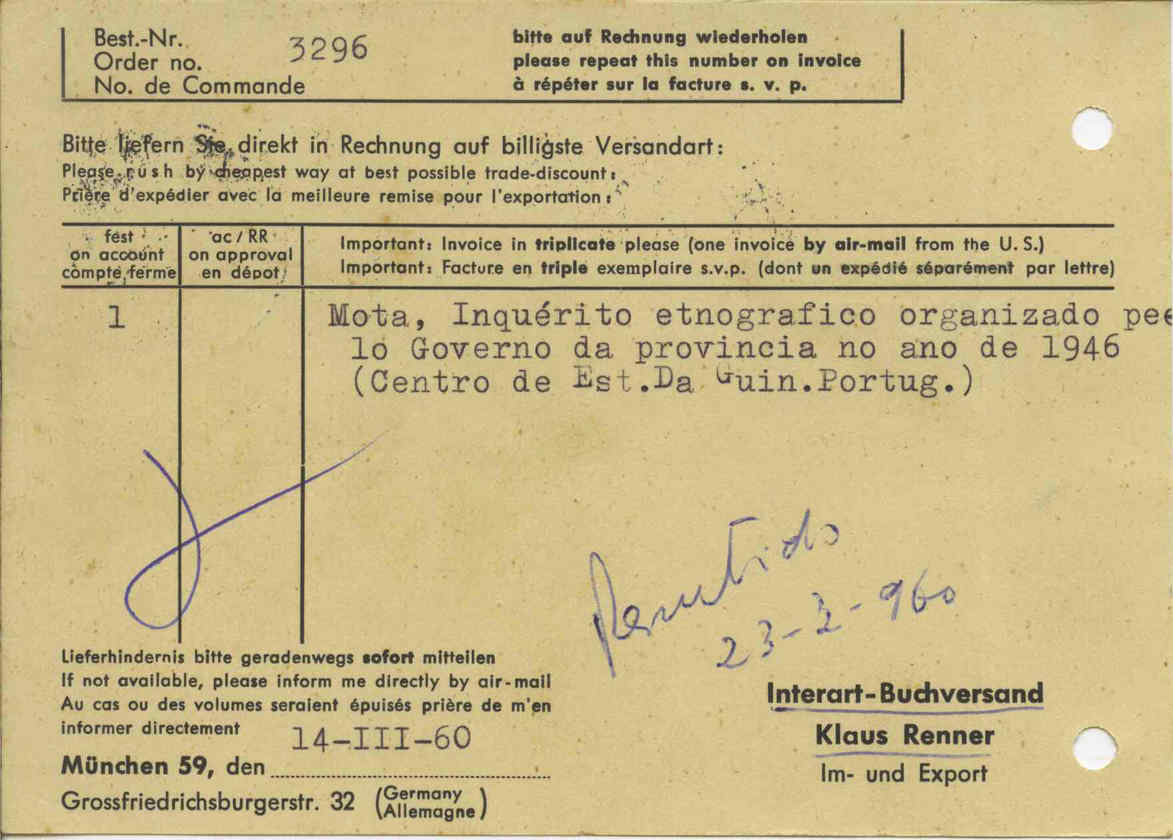 Best.-Nr. 3296 bitte auf Rechnung wiederholen
Order no. please repeat this number on invoice
No. de Commande à répéter sur la facture s. v. p.
Bitte liefern Sie direkt in Rechnung auf billigste Versandart:
Please rush by cheapest way at best possible trade-discount:
Prière d'expédier avec la meilleure remise pour l'exportation:
fest ac / RR Important: Invoice in triplicate please (one invoice by air-mail from the U. S.)
on account on approval Important: Facture en triple exemplaire s.v.p. (dont un expédié séparément par lettre)
compte ferme en dépot
1 Mota, Inquérito etnografico organizado pee
lo Governo da provincia no ano de 1946
(Centro de Est.Da Guin.Portug.)
Remetido
23-3-960
Lieferhindernis bitte geradenwegs sofort mitteilen
If not available, please inform me directly by air-mail
Au cas ou des volumes seraient épuisés prière de m'en
informer directement
14-III-60
München 59, den
Grossfriedrichsburgerstr. 32 (Germany Allemagne)
Interart-Buchversand
Klaus Renner
Im- und Export